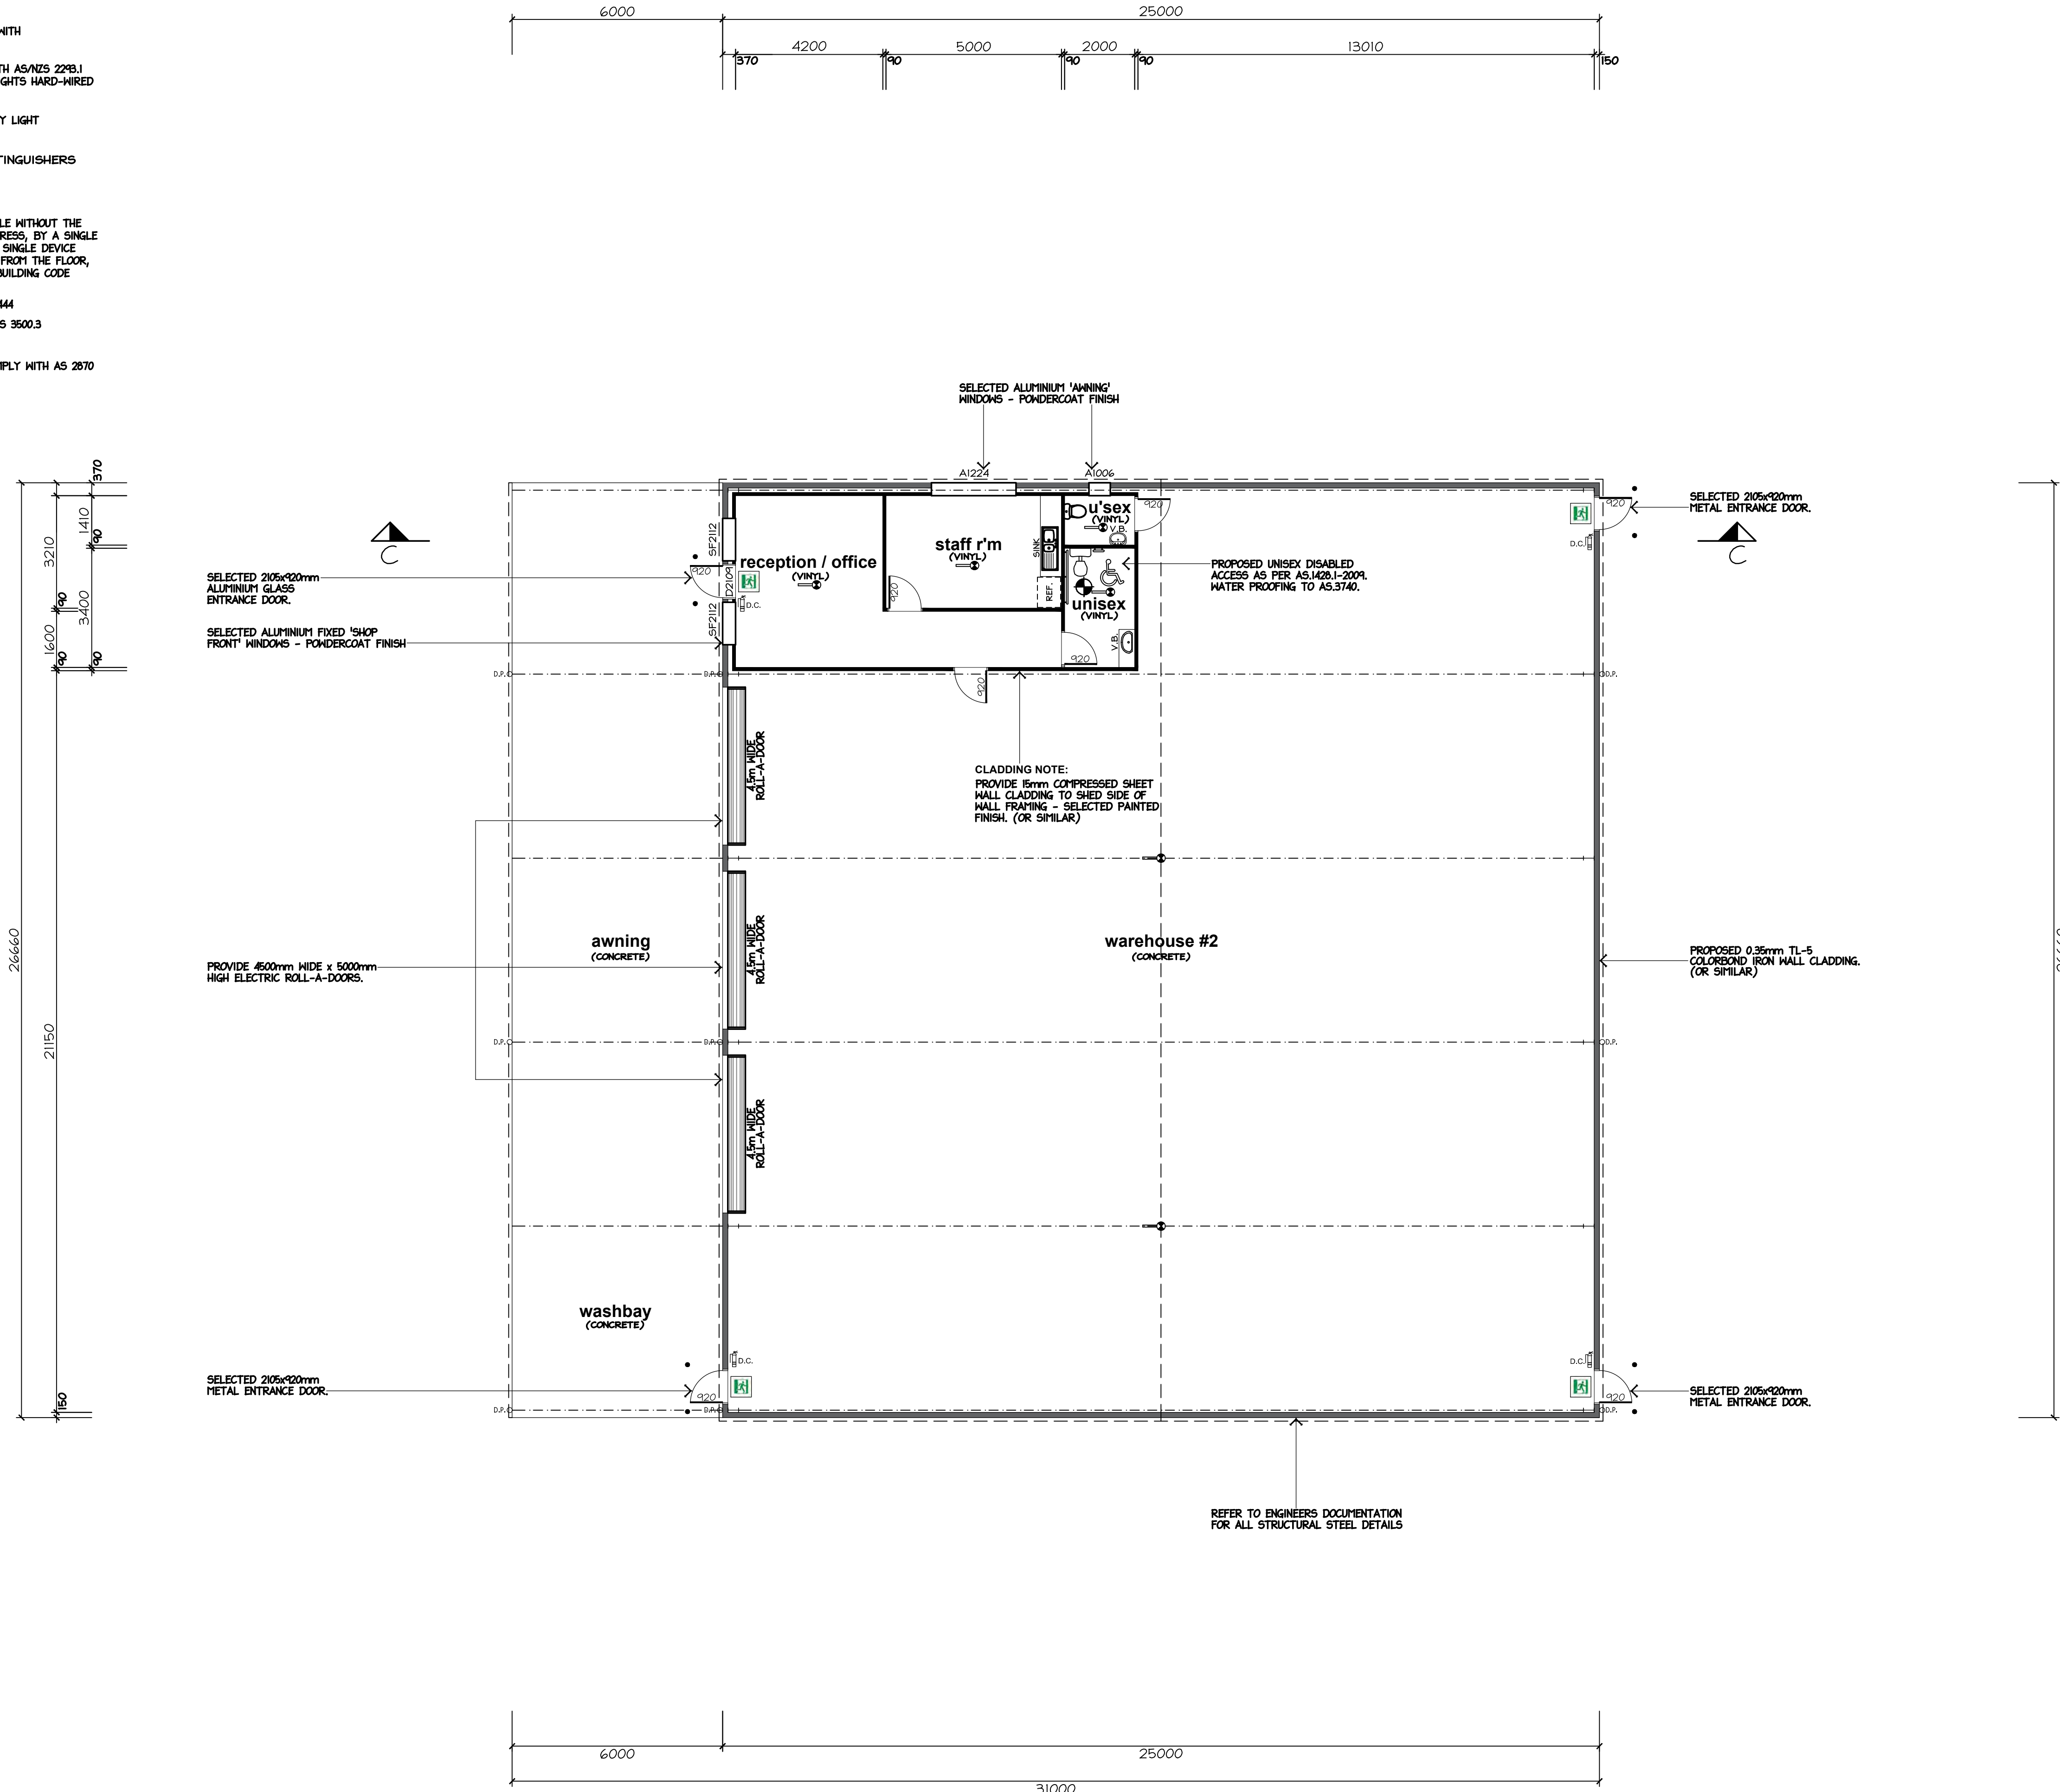 6000
25000
4200
5000
2000
13010
370
90
90
90
150
WITH
TH AS/NZS 2293.1
GHTS HARD-WIRED
Y LIGHT
TINGUISHERS
LE WITHOUT THE
RESS, BY A SINGLE
SINGLE DEVICE
FROM THE FLOOR,
BUILDING CODE
444
S 3500.3
MPLY WITH AS 2870
SELECTED ALUMINIUM 'AWNING'
WINDOWS - POWDERCOAT FINISH
A1224
A1006
370
1410
90
3210
3400
90
1600
90
90
26660
21150
150
C
C
SELECTED 2105x920mm
ALUMINIUM GLASS
ENTRANCE DOOR.
SELECTED ALUMINIUM FIXED 'SHOP
FRONT' WINDOWS - POWDERCOAT FINISH
SF2112
D2109
SF2112
920
D.C.
reception / office
(VINYL)
staff r'm
(VINYL)
SINK
REF.
920
u'sex
(VINYL)
V.B.
920
unisex
(VINYL)
V.B.
920
920
PROPOSED UNISEX DISABLED
ACCESS AS PER AS.1428.1-2009.
WATER PROOFING TO AS.3740.
920
D.C.
SELECTED 2105x920mm
METAL ENTRANCE DOOR.
D.P.
D.P.
D.P.
CLADDING NOTE:
PROVIDE 15mm COMPRESSED SHEET
WALL CLADDING TO SHED SIDE OF
WALL FRAMING - SELECTED PAINTED
FINISH. (OR SIMILAR)
4.5m WIDE
ROLL-A-DOOR
4.5m WIDE
ROLL-A-DOOR
4.5m WIDE
ROLL-A-DOOR
awning
(CONCRETE)
warehouse #2
(CONCRETE)
PROVIDE 4500mm WIDE x 5000mm
HIGH ELECTRIC ROLL-A-DOORS.
PROPOSED 0.35mm TL-5
COLORBOND IRON WALL CLADDING.
(OR SIMILAR)
26660
D.P.
D.P.
D.P.
washbay
(CONCRETE)
D.C.
D.C.
SELECTED 2105x920mm
METAL ENTRANCE DOOR.
920
920
SELECTED 2105x920mm
METAL ENTRANCE DOOR.
D.P.
D.P.
D.P.
REFER TO ENGINEERS DOCUMENTATION
FOR ALL STRUCTURAL STEEL DETAILS
6000
25000
31000